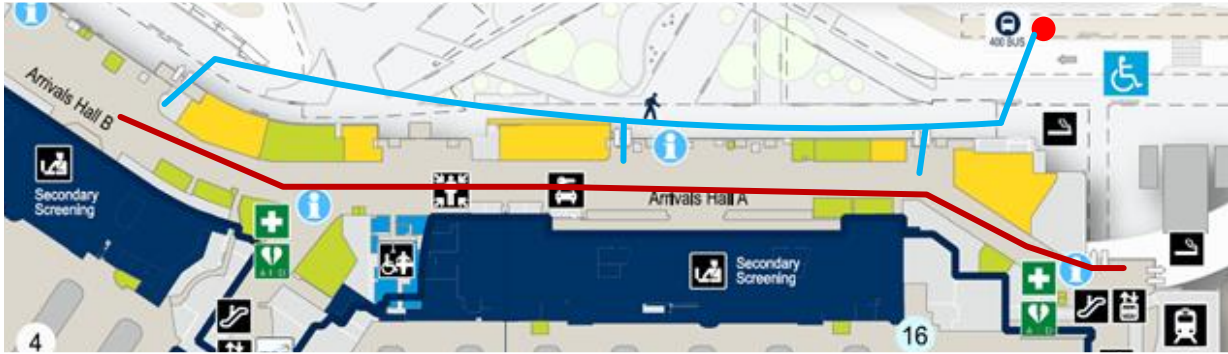 400 BUS
Arrivals Hall B
Secondary
Screening
Arrivals Hall A
Secondary
Screening
4
16